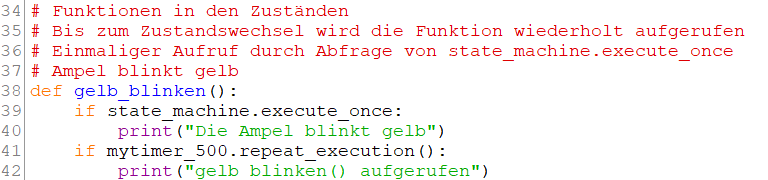 34 # Funktionen in den Zuständen
35 # Bis zum Zustandswechsel wird die Funktion wiederholt aufgerufen
36 # Einmaliger Aufruf durch Abfrage von state_machine.execute_once
37 # Ampel blinkt gelb
38 def gelb_blinken():
39     if state_machine.execute_once:
40         print("Die Ampel blinkt gelb")
41     if mytimer_500.repeat_execution():
42         print("gelb blinken() aufgerufen")